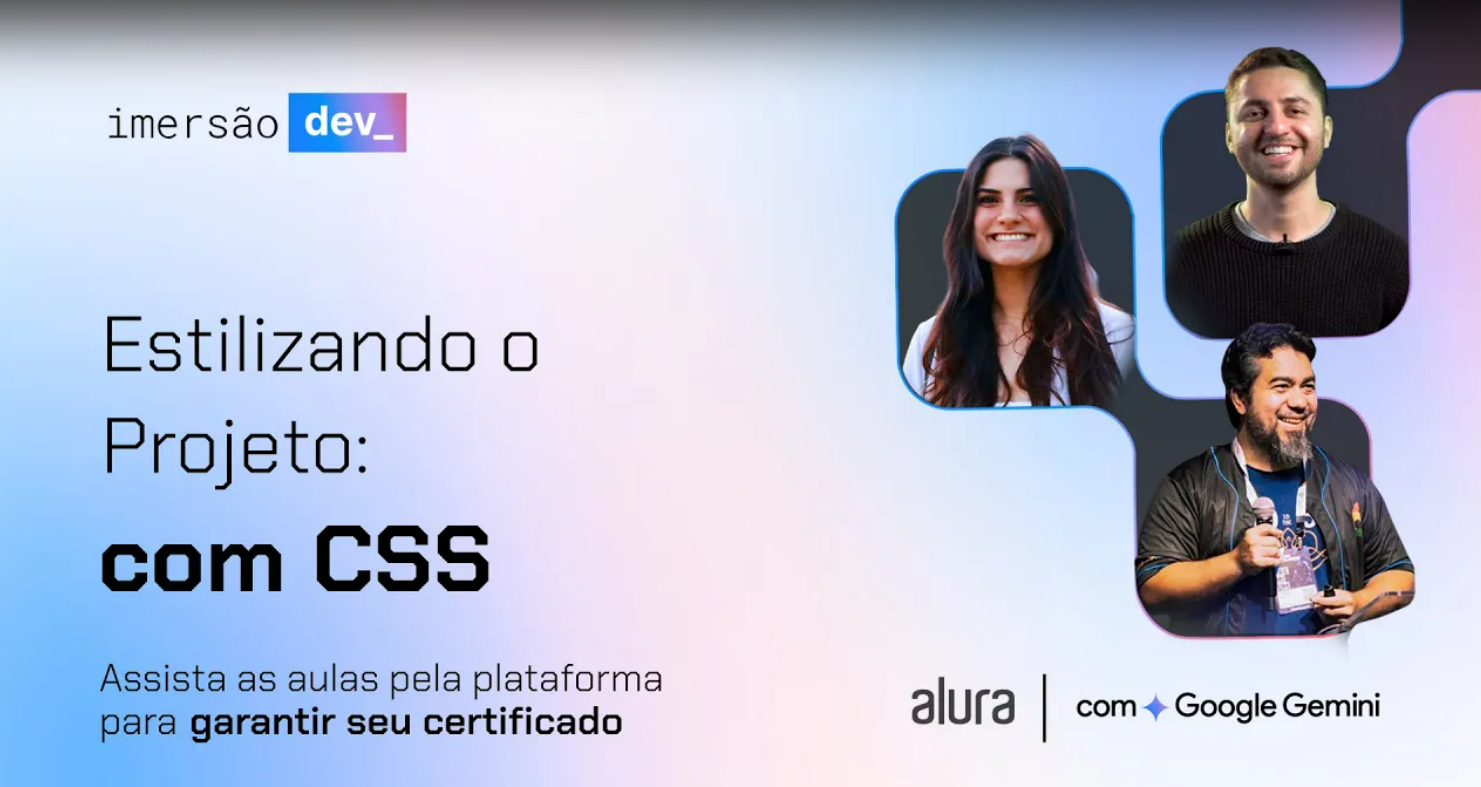 imersão dev_
Estilizando o
Projeto:
com CSS
Assista as aulas pela plataforma
para garantir seu certificado
alura
com Google Gemini